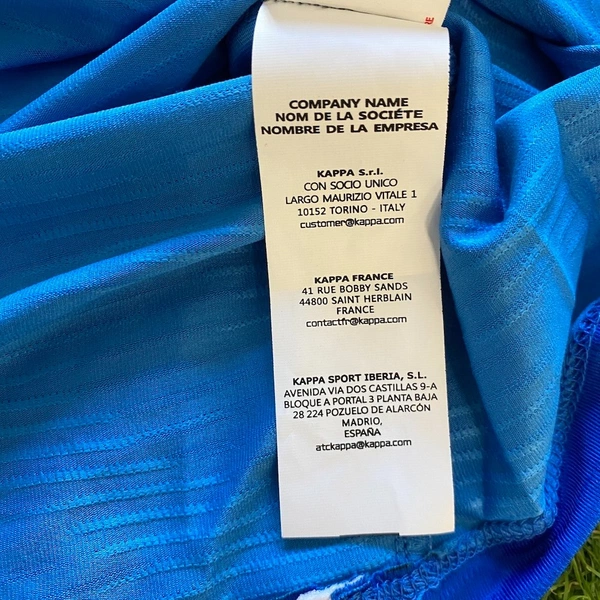 RE
COMPANY NAME
NOM DE LA SOCIÉTE
NOMBRE DE LA EMPRESA
KAPPA S.r.l.
CON SOCIO UNICO
LARGO MAURIZIO VITALE 1
10152 TORINO - ITALY
customer@kappa.com
KAPPA FRANCE
41 RUE BOBBY SANDS
44800 SAINT HERBLAIN
FRANCE
contactfr@kappa.com
KAPPA SPORT IBERIA, S.L.
AVENIDA VIA DOS CASTILLAS 9-A
BLOQUE A PORTAL 3 PLANTA BAJA
28 224 POZUELO DE ALARCÓN
MADRID,
ESPAÑA
atckappa@kappa.com